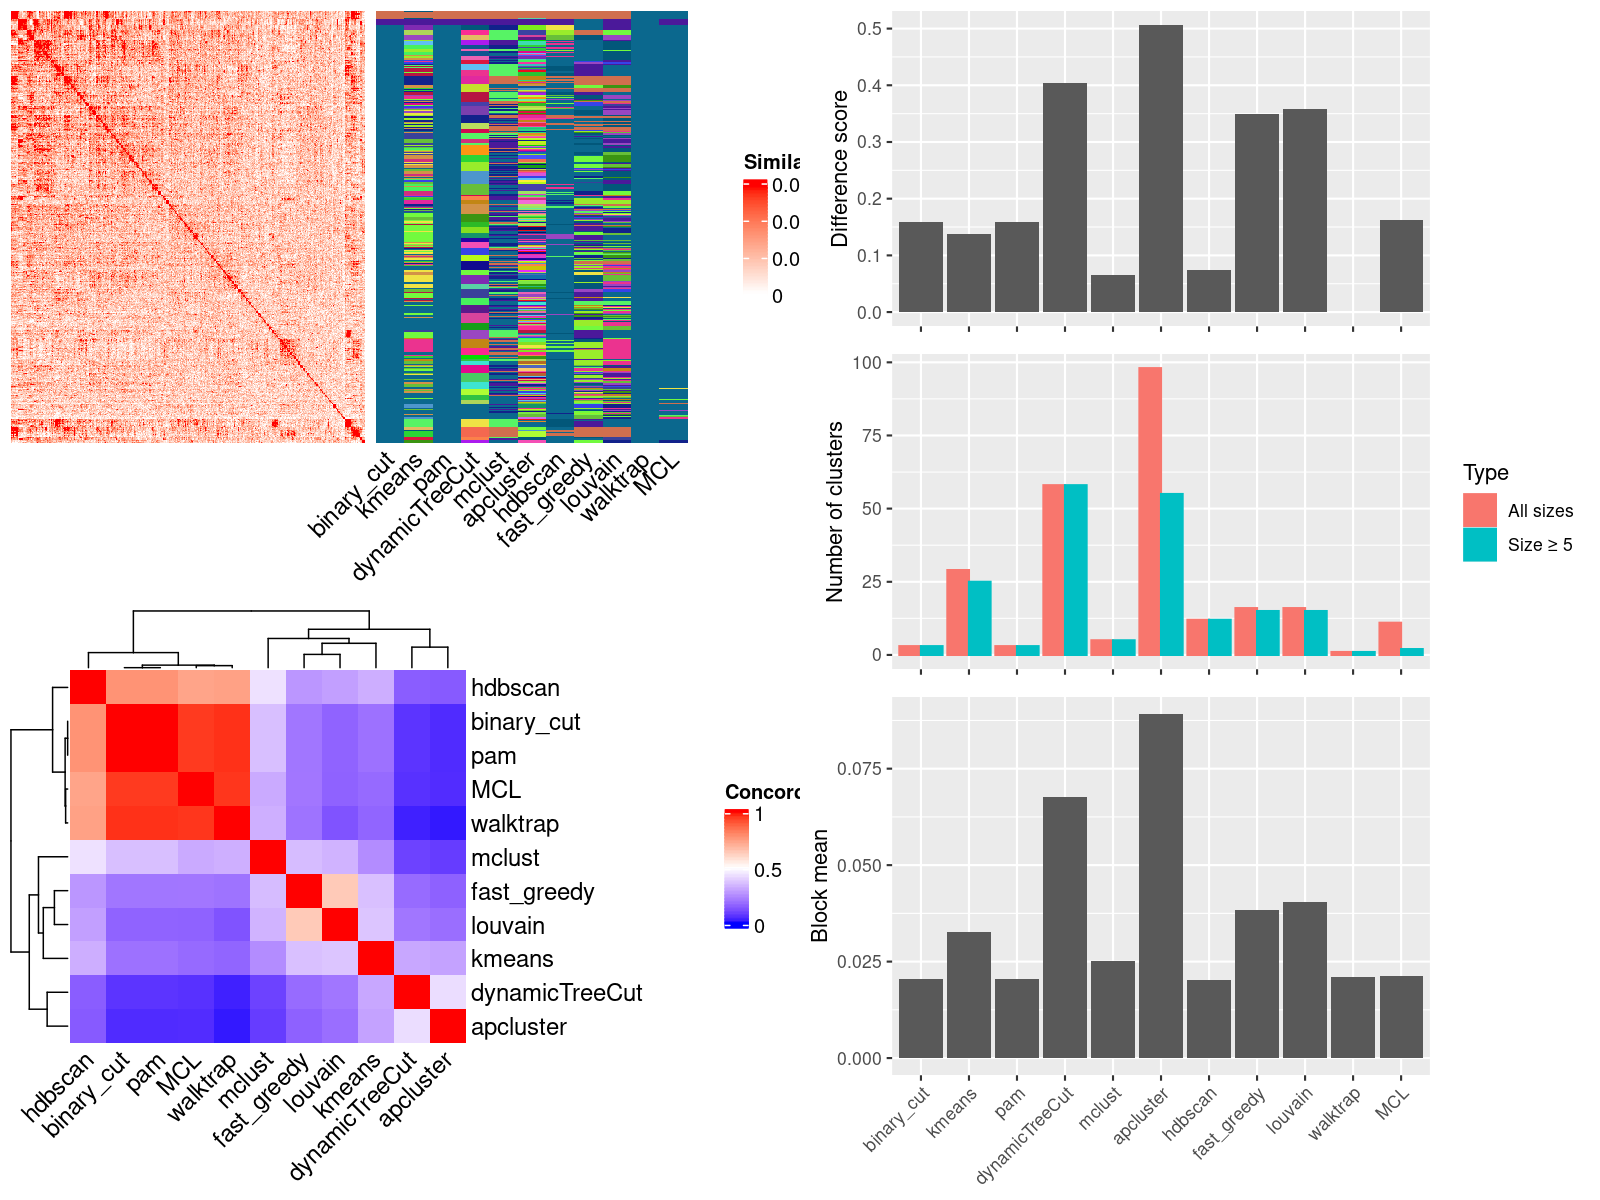 Simila
0.0
0.0
0.0
0
binary_cut
kmeans
pam
dynamicTreeCut
mclust
apcluster
hdbscan
fast_greedy
louvain
walktrap
MCL
hdbscan
binary_cut
pam
MCL
walktrap
mclust
fast_greedy
louvain
kmeans
dynamicTreeCut
apcluster
hdbscan
binary_cut
pam
MCL
walktrap
mclust
fast_greedy
louvain
kmeans
dynamicTreeCut
apcluster
Concord
1
0.5
0
Difference score
0.5
0.4
0.3
0.2
0.1
0.0
Number of clusters
100
75
50
25
0
Type
All sizes
Size ≥ 5
Block mean
0.075
0.050
0.025
0.000
binary_cut
kmeans
pam
dynamicTreeCut
mclust
apcluster
hdbscan
fast_greedy
louvain
walktrap
MCL